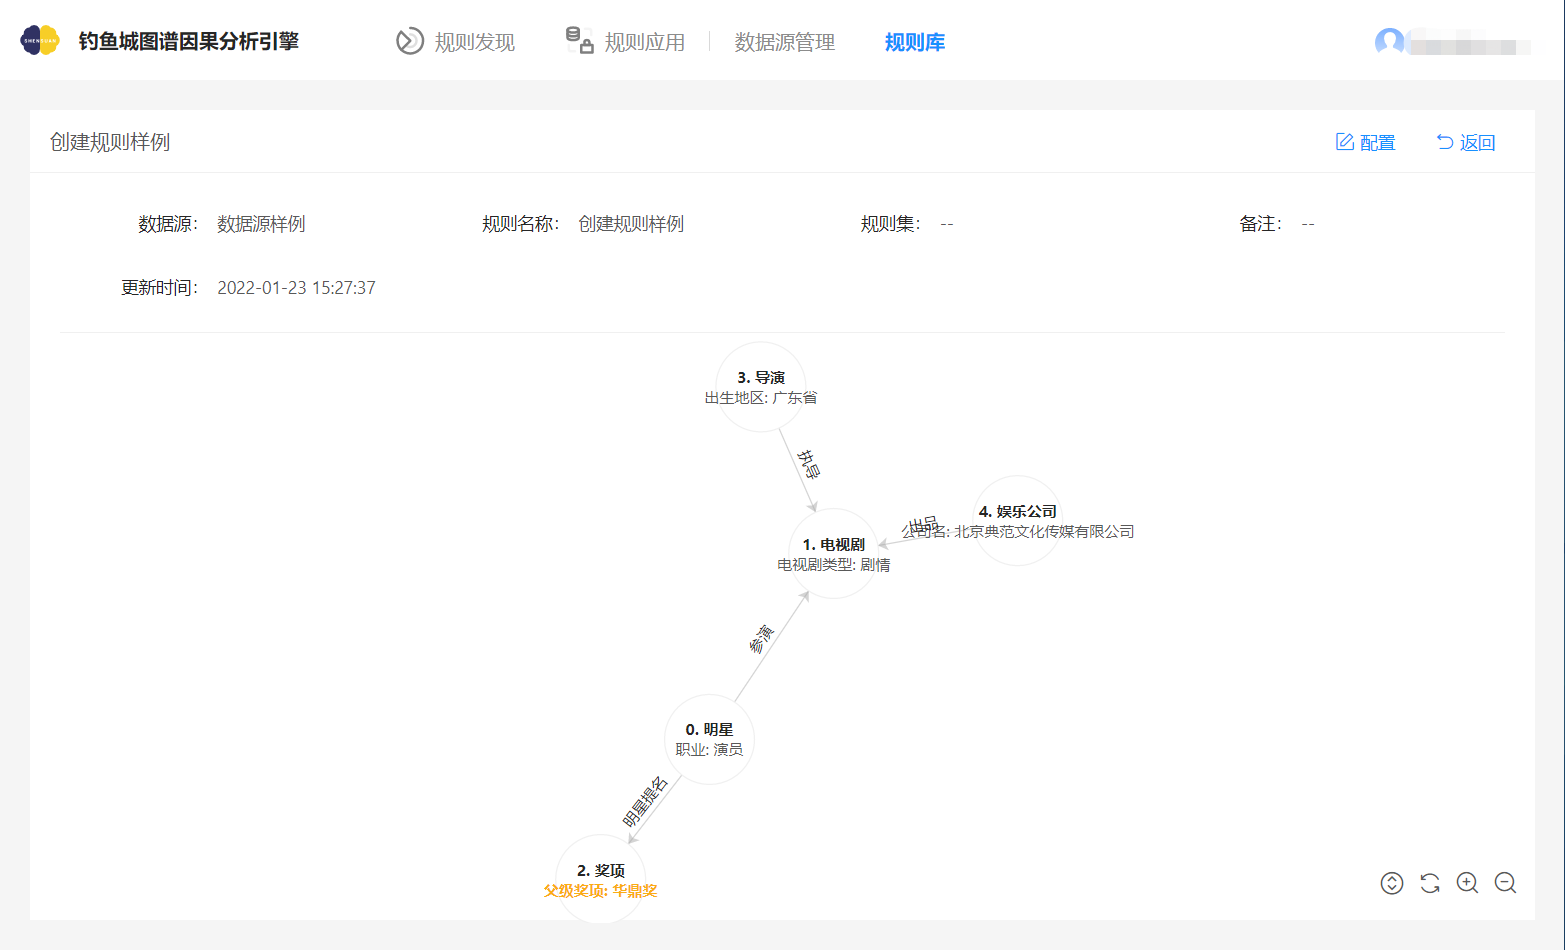 钓鱼城图谱因果分析引擎 规则发现 规则应用 数据源管理 规则库
创建规则样例 配置 返回
数据源: 数据源样例 规则名称: 创建规则样例 规则集: -- 备注: --
更新时间: 2022-01-23 15:27:37
3. 导演
出生地区: 广东省
执导
4. 娱乐公司
公司名: 北京典范文化传媒有限公司
出品
1. 电视剧
电视剧类型: 剧情
参演
0. 明星
职业: 演员
明星提名
2. 奖项
父级奖项: 华鼎奖